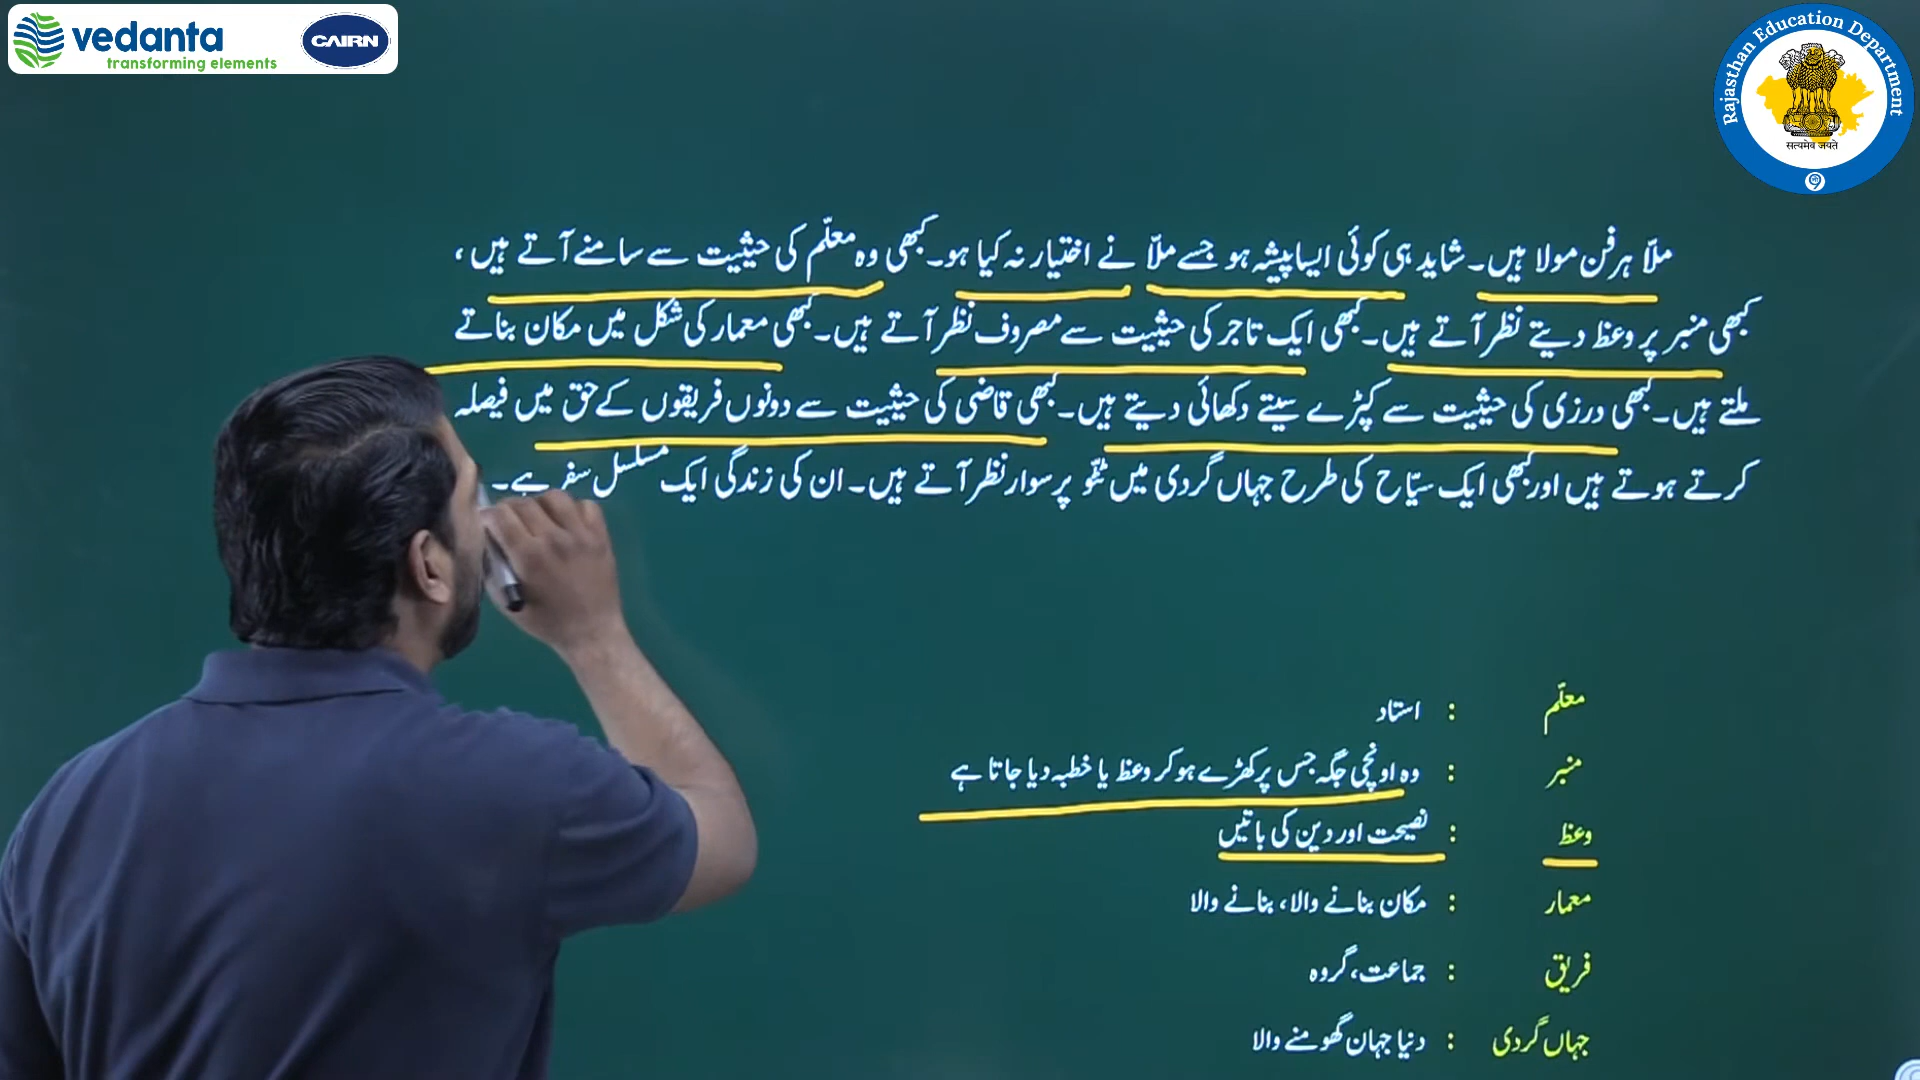 vedanta
transforming elements
CAIRN
Rajasthan Education Department
सत्यमेव जयते
ملّا ہر فن مولا ہیں۔ شاید ہی کوئی ایسا پیشہ ہو جسے ملّا نے اختیار نہ کیا ہو۔ کبھی وہ معلّم کی حیثیت سے سامنے آتے ہیں،
کبھی منبر پر وعظ دیتے نظر آتے ہیں۔ کبھی ایک تاجر کی حیثیت سے مصروف نظر آتے ہیں۔ کبھی معمار کی شکل میں مکان بناتے
ملتے ہیں۔ کبھی درزی کی حیثیت سے کپڑے سیتے دکھائی دیتے ہیں۔ کبھی قاضی کی حیثیت سے دونوں فریقوں کے حق میں فیصلہ
کرتے ہوتے ہیں اور کبھی ایک سیّاح کی طرح جہاں گردی میں ٹٹّو پر سوار نظر آتے ہیں۔ ان کی زندگی ایک مسلسل سفر ہے۔
معلّم : استاد
منبر : وہ اونچی جگہ جس پر کھڑے ہو کر وعظ یا خطبہ دیا جاتا ہے
وعظ : نصیحت اور دین کی باتیں
معمار : مکان بنانے والا، بنانے والا
فریق : جماعت، گروہ
جہاں گردی : دنیا جہان گھومنے والا